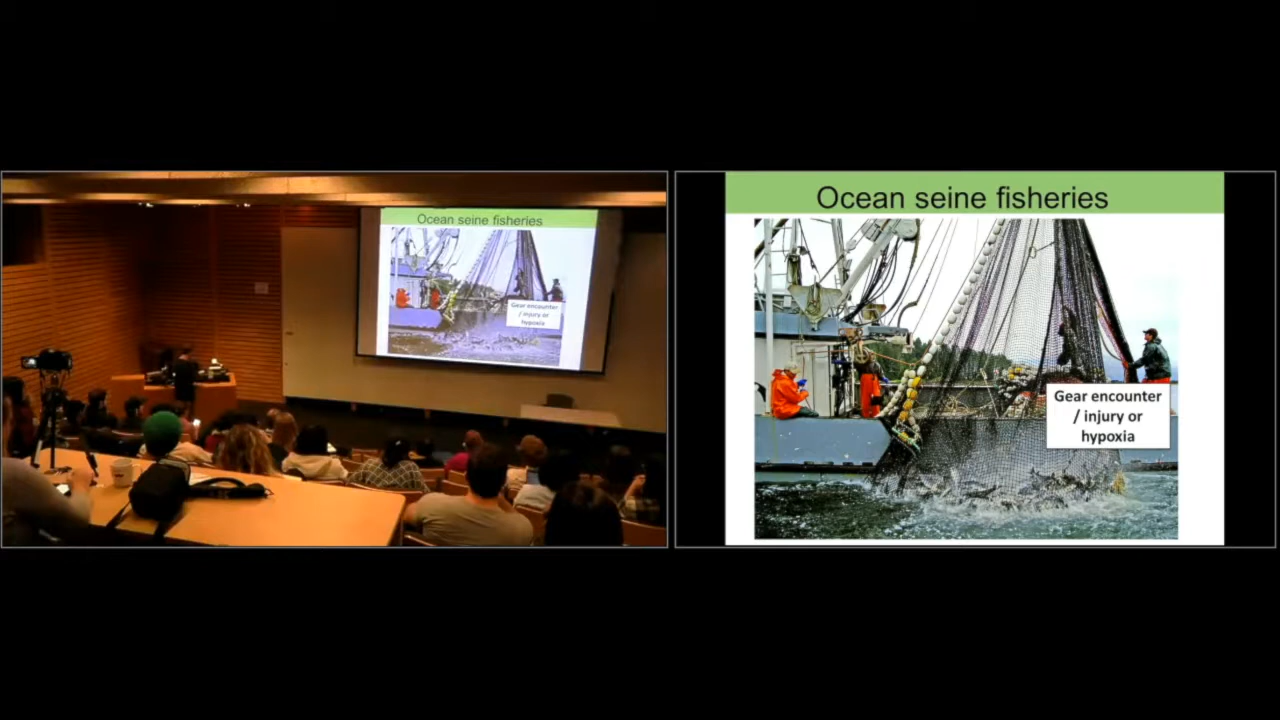 Ocean seine fisheries
Gear encounter
/ injury or
hypoxia
Ocean seine fisheries
Gear encounter
/ injury or
hypoxia